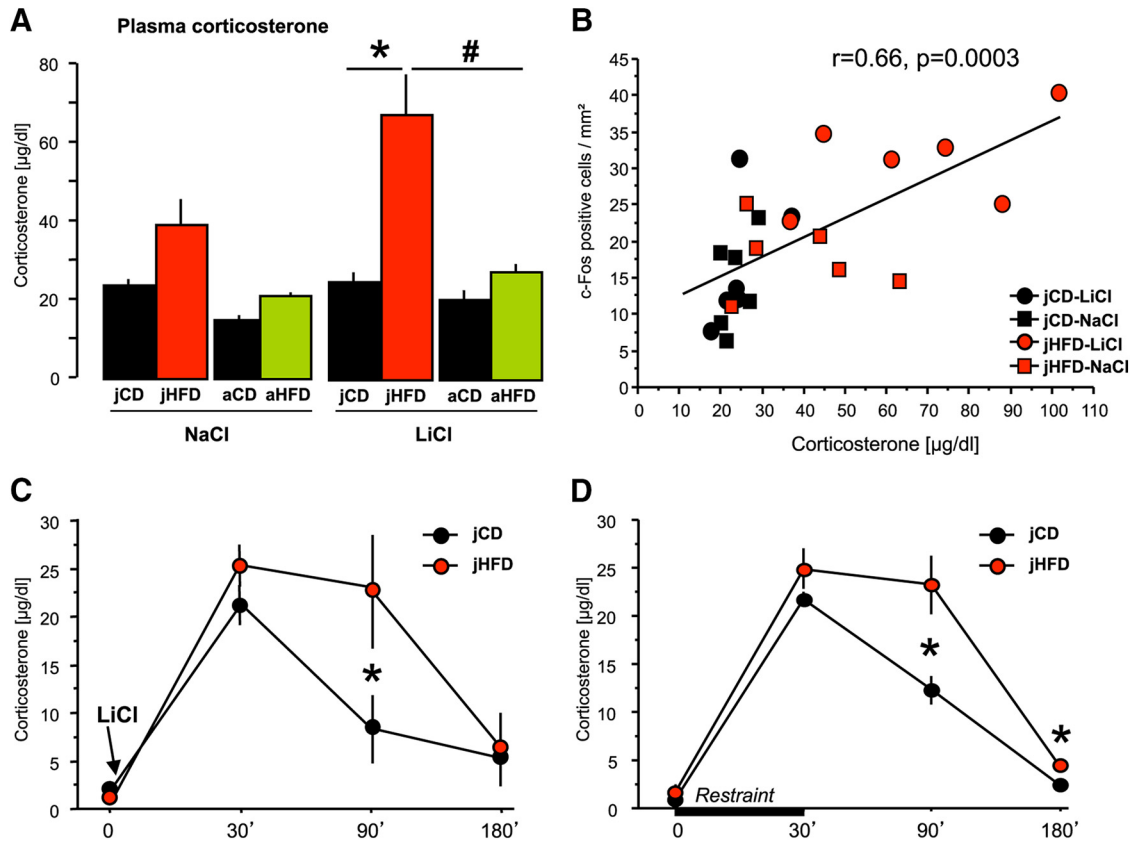 A
Plasma corticosterone
Corticosterone [µg/dl]
80
60
40
20
0
* #
jCD jHFD aCD aHFD jCD jHFD aCD aHFD
NaCl LiCl
B
r=0.66, p=0.0003
c-Fos positive cells / mm²
45
40
35
30
25
20
15
10
5
0
0 10 20 30 40 50 60 70 80 90 100 110
Corticosterone [µg/dl]
jCD-LiCl
jCD-NaCl
jHFD-LiCl
jHFD-NaCl
C
Corticosterone [µg/dl]
30
25
20
15
10
5
0
jCD
jHFD
*
LiCl
0 30’ 90’ 180’
D
Corticosterone [µg/dl]
30
25
20
15
10
5
0
jCD
jHFD
*
*
Restraint
0 30’ 90’ 180’